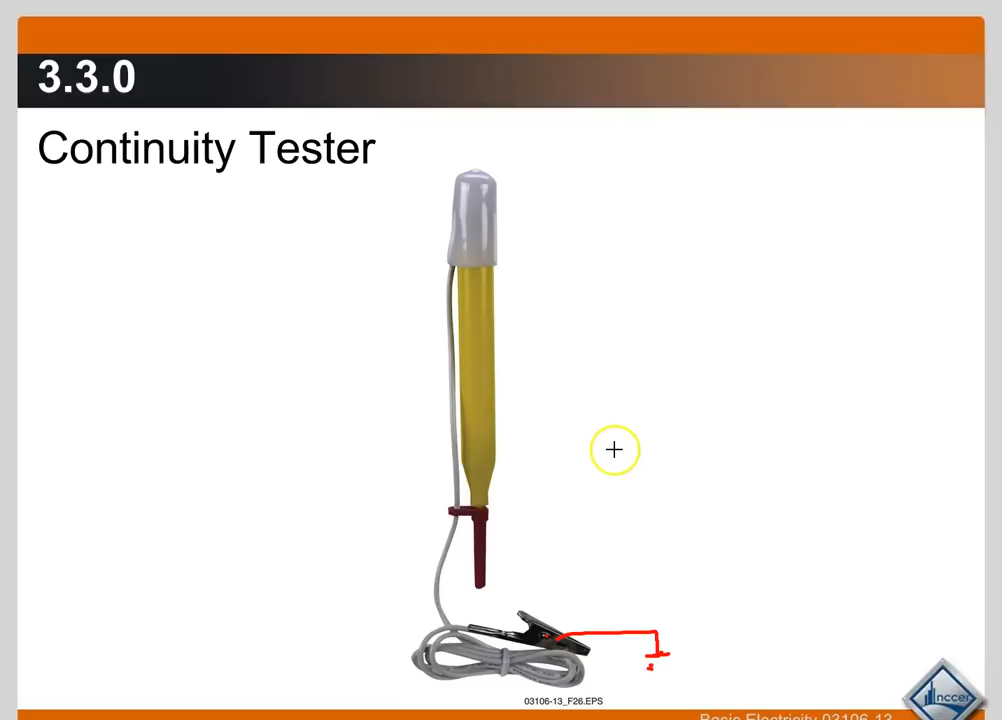 3.3.0
Continuity Tester
03106-13_F26.EPS
nccer
Basic Electricity 03106-13